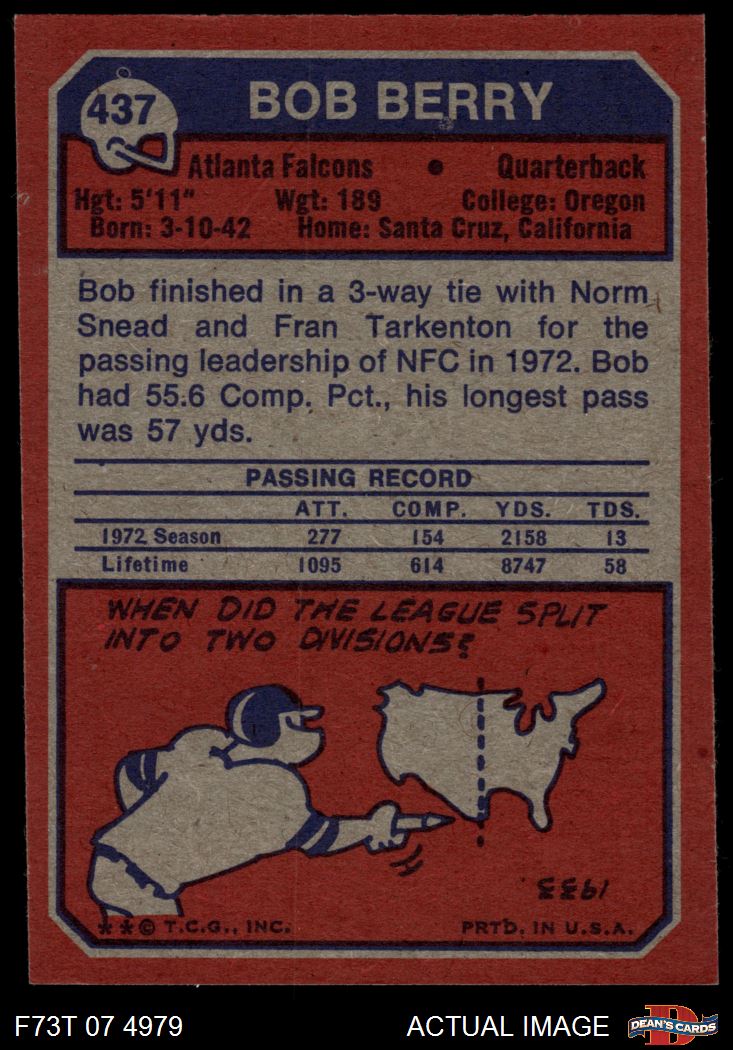 437
BOB BERRY
Atlanta Falcons • Quarterback
Hgt: 5'11" Wgt: 189 College: Oregon
Born: 3-10-42 Home: Santa Cruz, California
Bob finished in a 3-way tie with Norm
Snead and Fran Tarkenton for the
passing leadership of NFC in 1972. Bob
had 55.6 Comp. Pct., his longest pass
was 57 yds.
PASSING RECORD
ATT. COMP. YDS. TDS.
1972 Season 277 154 2158 13
Lifetime 1095 614 8747 58
WHEN DID THE LEAGUE SPLIT
INTO TWO DIVISIONS?
1933
**© T.C.G., INC. PRTD. IN U.S.A.
F73T 07 4979 ACTUAL IMAGE
D
DEAN'S CARDS